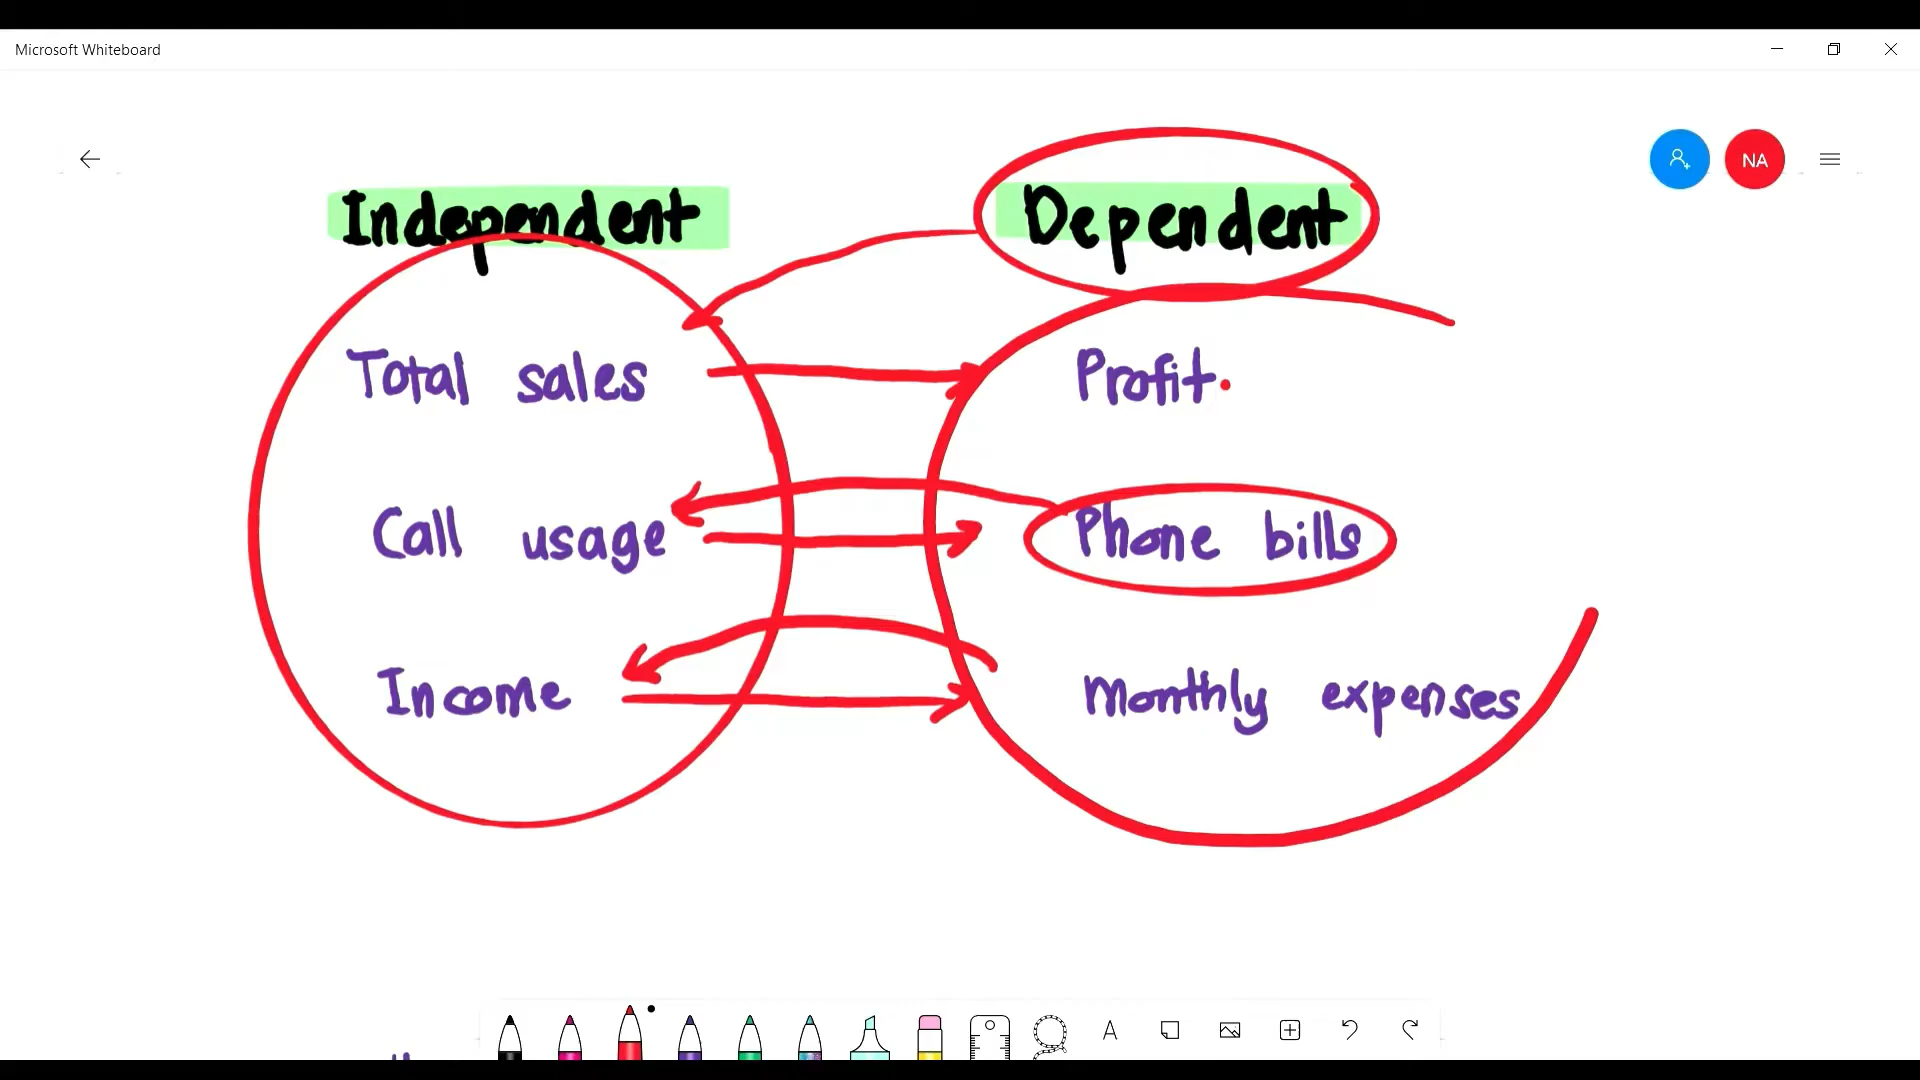 Microsoft Whiteboard
NA
Independent Dependent
Total sales Profit
Call usage Phone bills
Income Monthly expenses
A